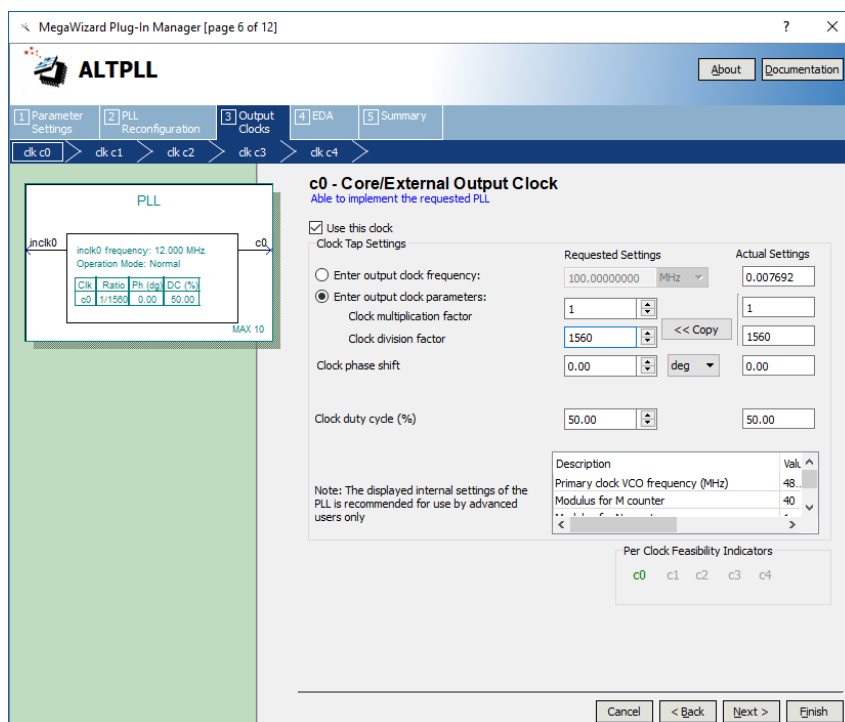 MegaWizard Plug-In Manager [page 6 of 12]
? ×
ALTPLL
About
Documentation
1 Parameter Settings
2 PLL Reconfiguration
3 Output Clocks
4 EDA
5 Summary
clk c0
clk c1
clk c2
clk c3
clk c4
PLL
inclk0
c0
inclk0 frequency: 12.000 MHz
Operation Mode: Normal
Clk Ratio Ph (dg) DC (%)
c0 1/1560 0.00 50.00
MAX 10
c0 - Core/External Output Clock
Able to implement the requested PLL
Use this clock
Clock Tap Settings
Requested Settings
Actual Settings
Enter output clock frequency:
100.00000000
MHz
0.007692
Enter output clock parameters:
Clock multiplication factor
1
<< Copy
1
Clock division factor
1560
1560
Clock phase shift
0.00
deg
0.00
Clock duty cycle (%)
50.00
50.00
Note: The displayed internal settings of the
PLL is recommended for use by advanced
users only
Description Valu
Primary clock VCO frequency (MHz) 48...
Modulus for M counter 40
Per Clock Feasibility Indicators
c0 c1 c2 c3 c4
Cancel
< Back
Next >
Finish